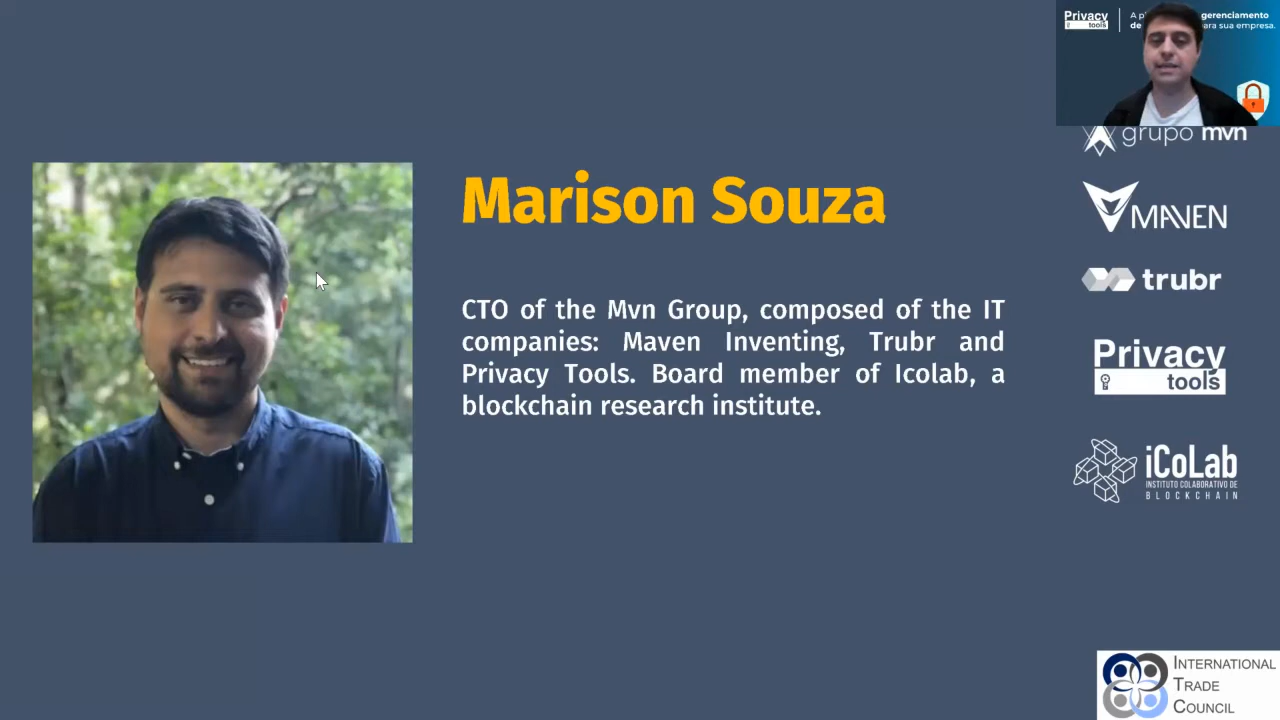 Privacy
tools
A gerenciamento
de ara sua empresa.
grupo mvn
MAVEN
trubr
Privacy
tools
iCoLab
INSTITUTO COLABORATIVO DE
BLOCKCHAIN
Marison Souza
CTO of the Mvn Group, composed of the IT
companies: Maven Inventing, Trubr and
Privacy Tools. Board member of Icolab, a
blockchain research institute.
INTERNATIONAL
TRADE
COUNCIL